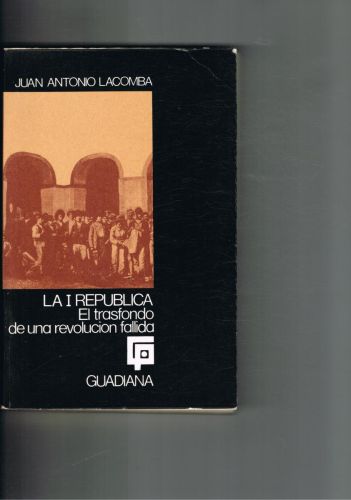 JUAN ANTONIO LACOMBA
LA I REPUBLICA
El trasfondo
de una revolucion fallida
GUADIANA